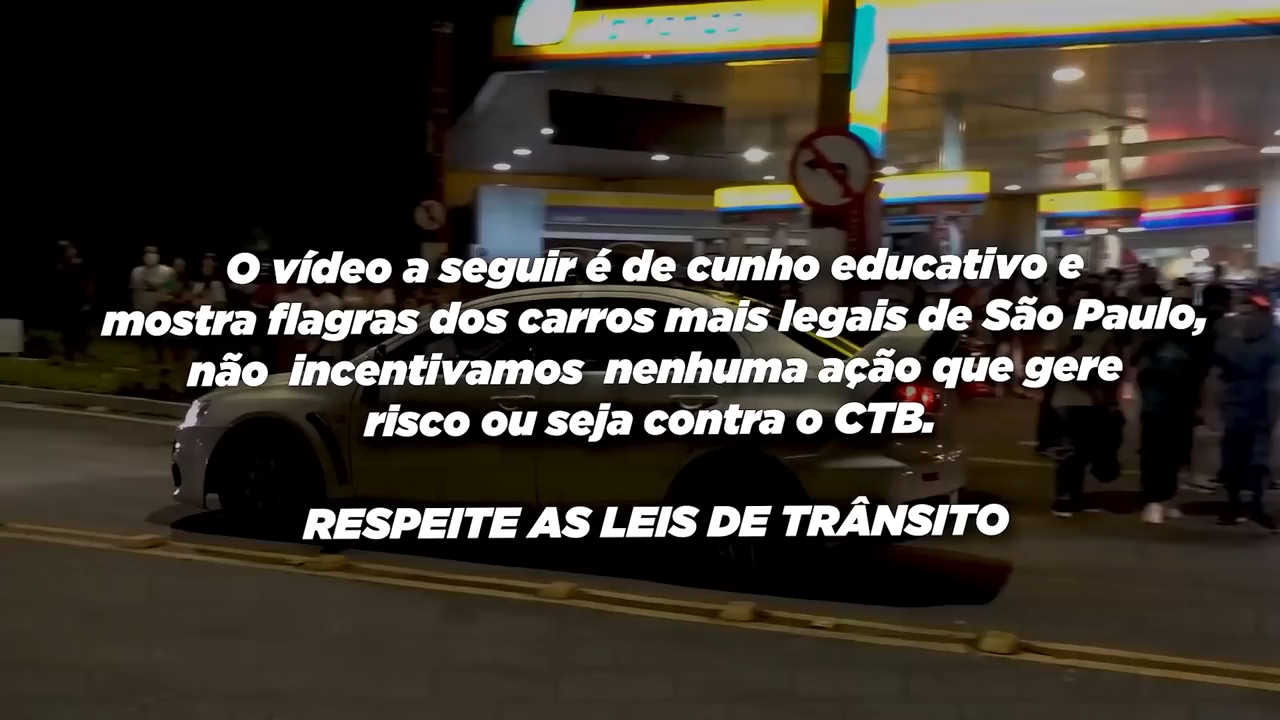 O vídeo a seguir é de cunho educativo e
mostra flagras dos carros mais legais de São Paulo,
não incentivamos nenhuma ação que gere
risco ou seja contra o CTB.
RESPEITE AS LEIS DE TRÂNSITO